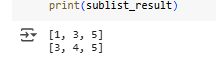 print(sublist_result)
[1, 3, 5]
[3, 4, 5]